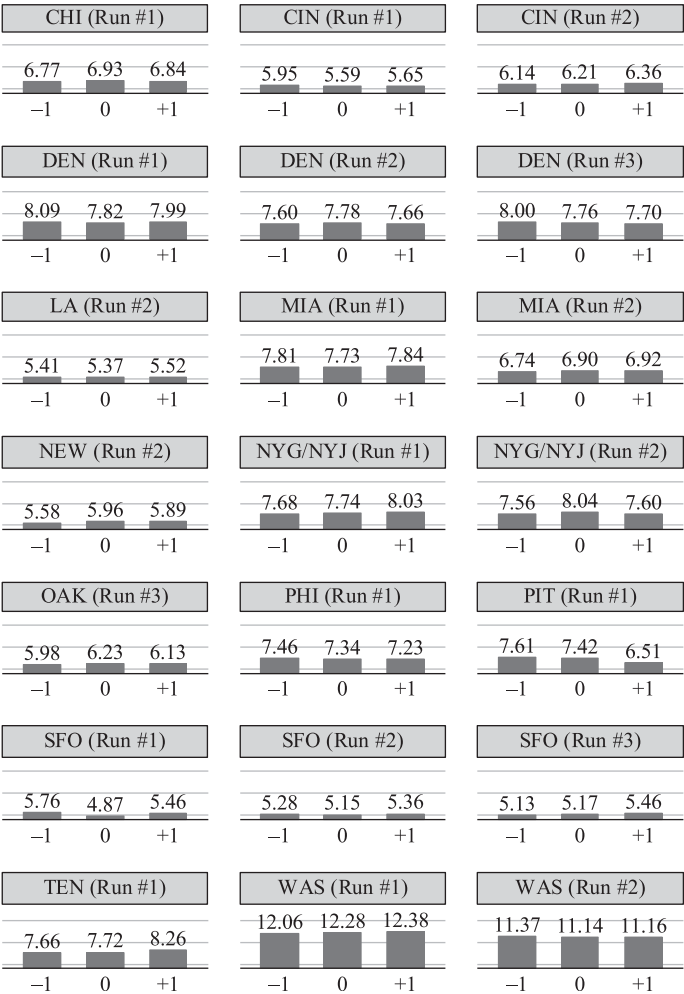 CHI (Run #1) CIN (Run #1) CIN (Run #2)
6.77 6.93 6.84 5.95 5.59 5.65 6.14 6.21 6.36
–1 0 +1 –1 0 +1 –1 0 +1
DEN (Run #1) DEN (Run #2) DEN (Run #3)
8.09 7.82 7.99 7.60 7.78 7.66 8.00 7.76 7.70
–1 0 +1 –1 0 +1 –1 0 +1
LA (Run #2) MIA (Run #1) MIA (Run #2)
5.41 5.37 5.52 7.81 7.73 7.84 6.74 6.90 6.92
–1 0 +1 –1 0 +1 –1 0 +1
NEW (Run #2) NYG/NYJ (Run #1) NYG/NYJ (Run #2)
5.58 5.96 5.89 7.68 7.74 8.03 7.56 8.04 7.60
–1 0 +1 –1 0 +1 –1 0 +1
OAK (Run #3) PHI (Run #1) PIT (Run #1)
5.98 6.23 6.13 7.46 7.34 7.23 7.61 7.42 6.51
–1 0 +1 –1 0 +1 –1 0 +1
SFO (Run #1) SFO (Run #2) SFO (Run #3)
5.76 4.87 5.46 5.28 5.15 5.36 5.13 5.17 5.46
–1 0 +1 –1 0 +1 –1 0 +1
TEN (Run #1) WAS (Run #1) WAS (Run #2)
7.66 7.72 8.26 12.06 12.28 12.38 11.37 11.14 11.16
–1 0 +1 –1 0 +1 –1 0 +1